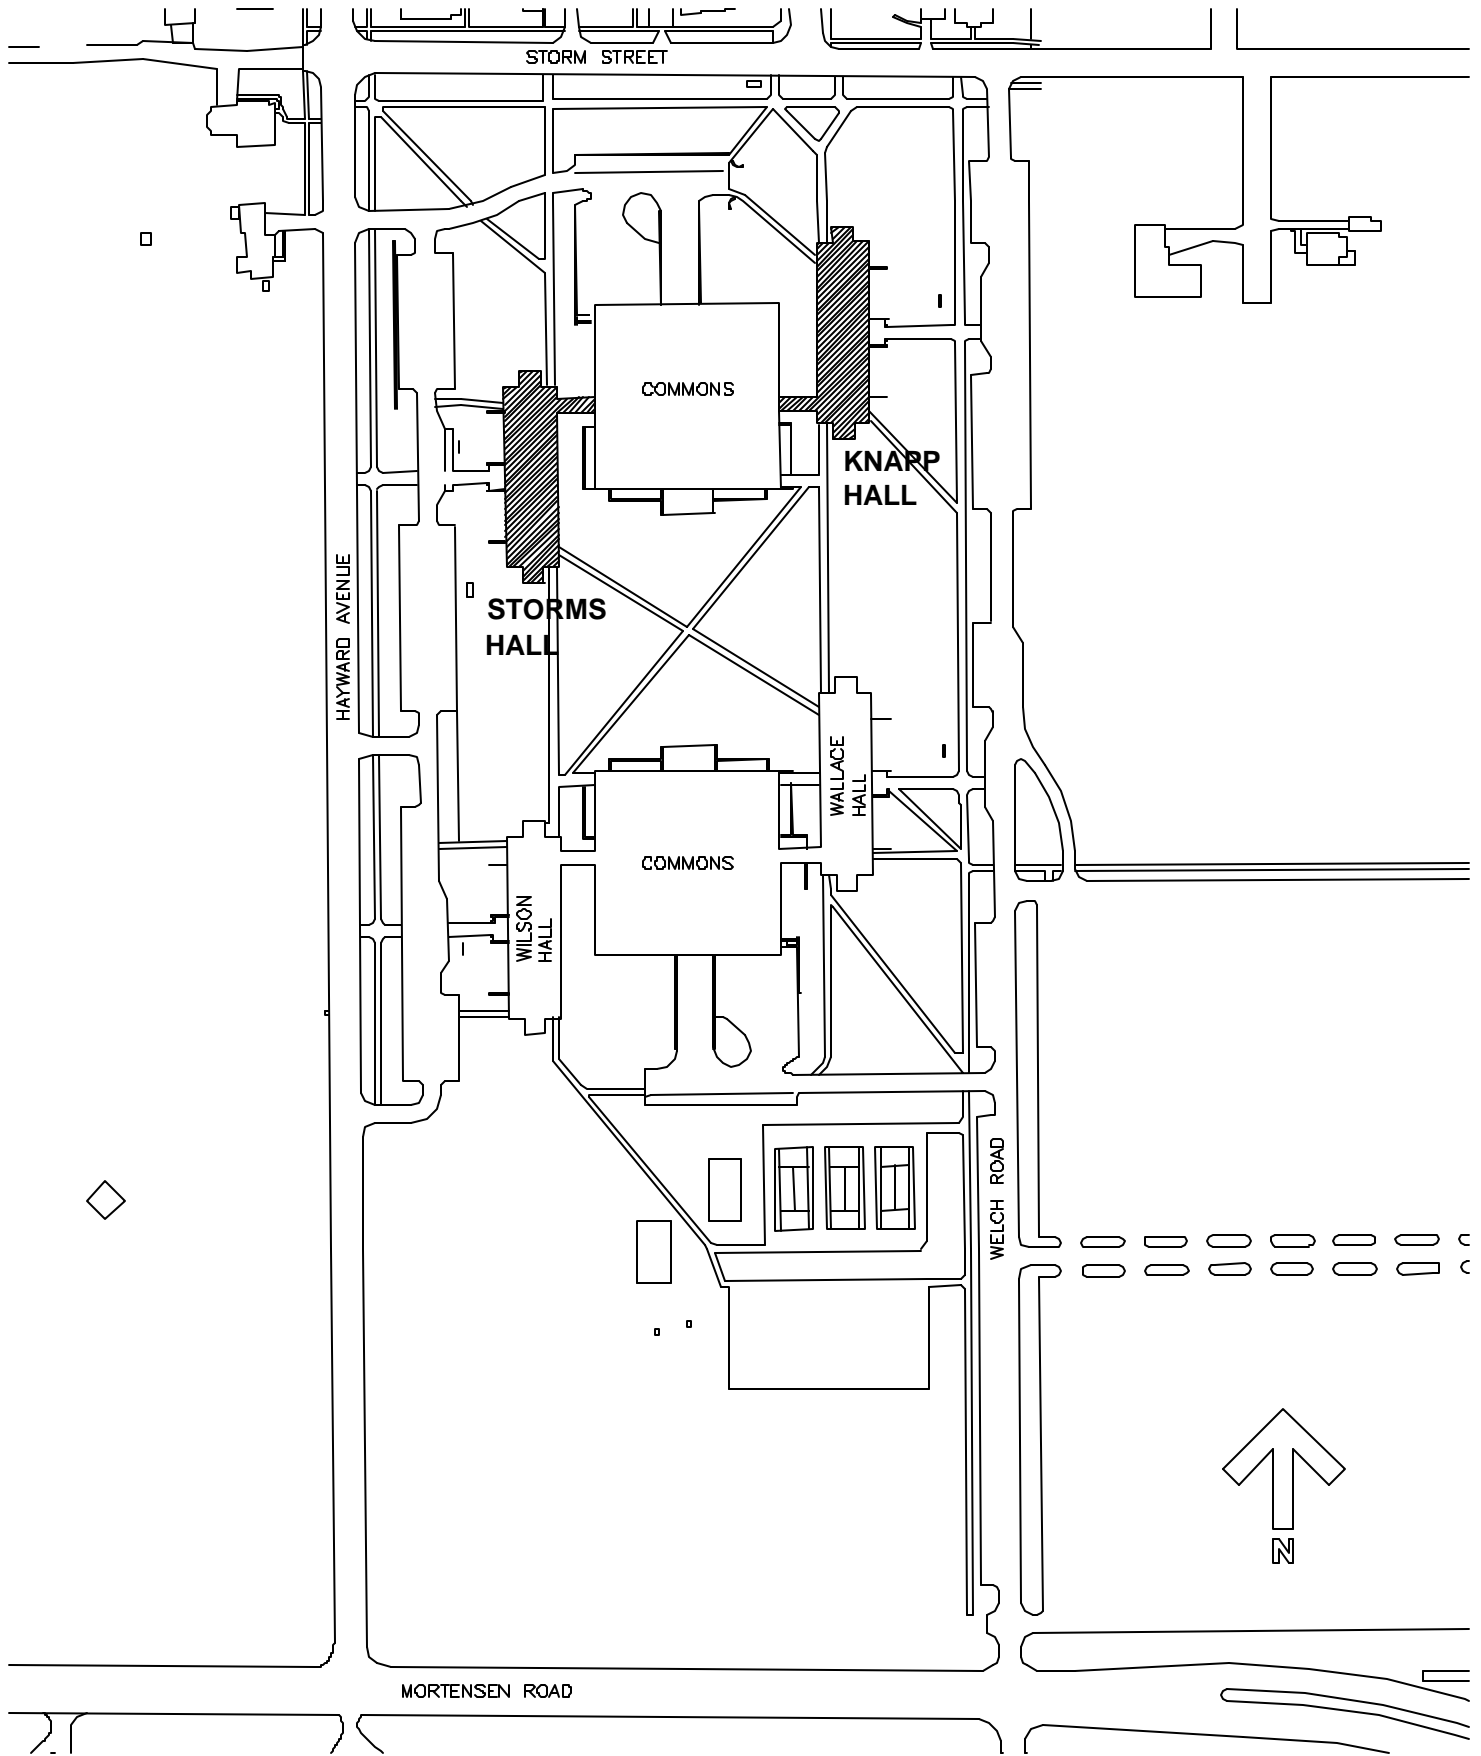 STORM STREET
COMMONS
KNAPP
HALL
HAYWARD AVENUE
STORMS
HALL
WALLACE
HALL
COMMONS
WILSON
HALL
WELCH ROAD
N
MORTENSEN ROAD